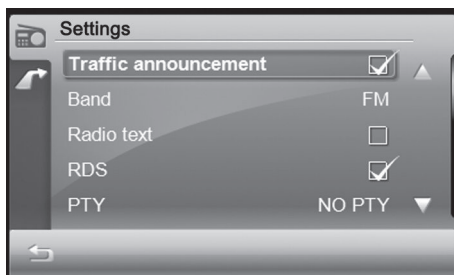 Settings
Traffic announcement
Band FM
Radio text
RDS
PTY NO PTY